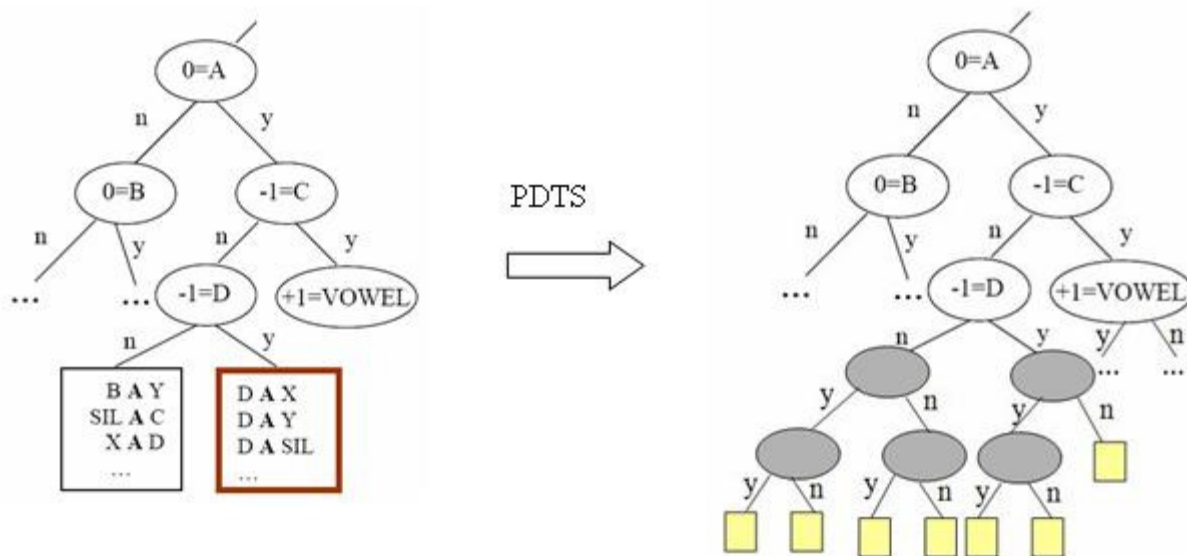 0=A
n
y
0=B
-1=C
n
y
n
y
...
...
-1=D
+1=VOWEL
n
y
B A Y
SIL A C
X A D
...
D A X
D A Y
D A SIL
...
PDTS
0=A
n
y
0=B
-1=C
n
y
n
y
...
...
-1=D
+1=VOWEL
n
y
y
n
...
...
y
n
y
n
y
n
y
n
y
n